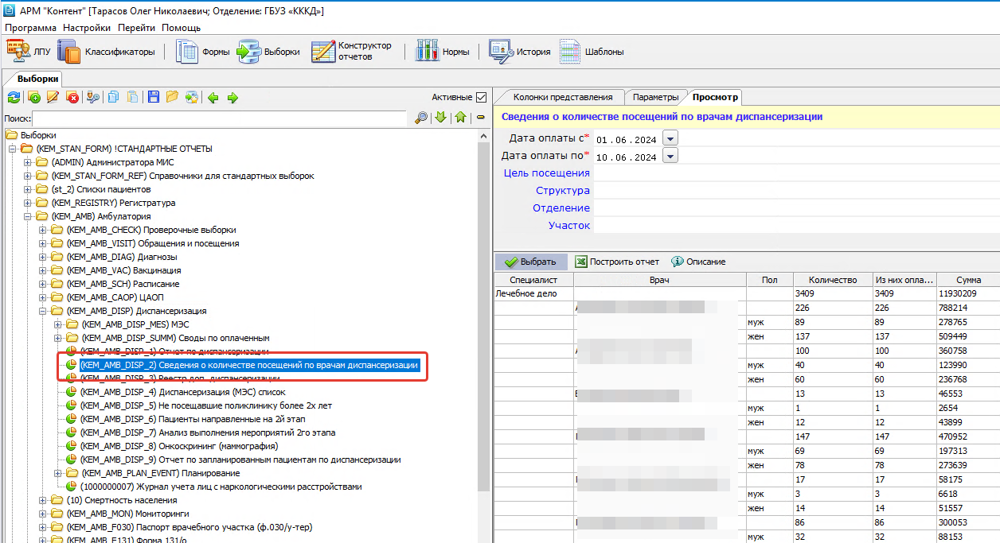 АРМ "Контент" [Тарасов Олег Николаевич; Отделение: ГБУЗ «КККД»]
Программа Настройки Перейти Помощь
ЛПУ Классификаторы Формы Выборки Конструктор отчетов Нормы История Шаблоны
Выборки
Активные
Поиск:
Выборки
(KEM_STAN_FORM) !СТАНДАРТНЫЕ ОТЧЕТЫ
(ADMIN) Администратора МИС
(KEM_STAN_FORM_REF) Справочники для стандартных выборок
(st_2) Списки пациентов
(KEM_REGISTRY) Регистратура
(KEM_AMB) Амбулатория
(KEM_AMB_CHECK) Проверочные выборки
(KEM_AMB_VISIT) Обращения и посещения
(KEM_AMB_DIAG) Диагнозы
(KEM_AMB_VAC) Вакцинация
(KEM_AMB_SCH) Расписание
(KEM_AMB_CAOP) ЦАОП
(KEM_AMB_DISP) Диспансеризация
(KEM_AMB_DISP_MES) МЭС
(KEM_AMB_DISP_SUMM) Своды по оплаченным
(KEM_AMB_DISP_1) Отчет по диспансеризации
(KEM_AMB_DISP_2) Сведения о количестве посещений по врачам диспансеризации
(KEM_AMB_DISP_3) Реестр доп. диспансеризации
(KEM_AMB_DISP_4) Диспансеризация (МЭС) список
(KEM_AMB_DISP_5) Не посещавшие поликлинику более 2х лет
(KEM_AMB_DISP_6) Пациенты направленные на 2й этап
(KEM_AMB_DISP_7) Анализ выполнения мероприятий 2го этапа
(KEM_AMB_DISP_8) Онкоскрининг (маммография)
(KEM_AMB_DISP_9) Отчет по запланированным пациентам по диспансеризации
(KEM_AMB_PLAN_EVENT) Планирование
(1000000007) Журнал учета лиц с наркологическими расстройствами
(10) Смертность населения
(KEM_AMB_MON) Мониторинги
(KEM_AMB_F030) Паспорт врачебного участка (ф.030/у-тер)
(KEM_AMB_F131) Форма 131/о
Колонки представления Параметры Просмотр
Сведения о количестве посещений по врачам диспансеризации
Дата оплаты с* 01 . 06 . 2024
Дата оплаты по* 10 . 06 . 2024
Цель посещения
Структура
Отделение
Участок
Выбрать Построить отчет Описание
Специалист Врач Пол Количество Из них опла... Сумма
Лечебное дело 3409 3409 11930209
226 226 788214
муж 89 89 278765
жен 137 137 509449
100 100 360758
муж 40 40 123990
жен 60 60 236768
13 13 46553
муж 1 1 2654
жен 12 12 43899
147 147 470952
муж 69 69 197313
жен 78 78 273639
17 17 58175
муж 3 3 6618
жен 14 14 51557
86 86 300053
муж 32 32 88153